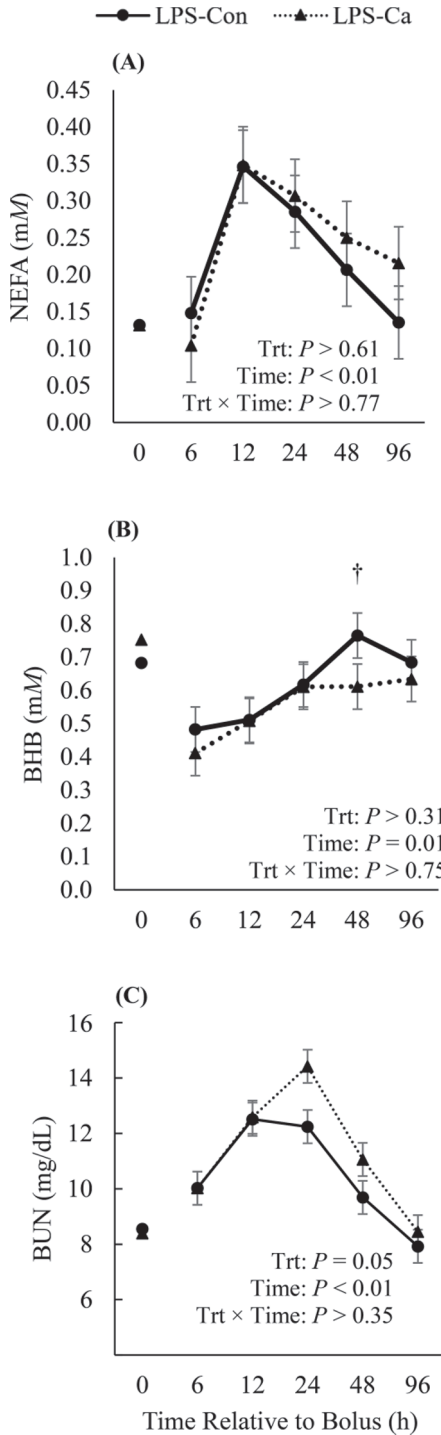 LPS-Con LPS-Ca
(A)
0.45
0.40
0.35
0.30
0.25
0.20
0.15
0.10
0.05
0.00
NEFA (mM)
Trt: P > 0.61
Time: P < 0.01
Trt × Time: P > 0.77
0 6 12 24 48 96
(B)
1.0
0.9
0.8
0.7
0.6
0.5
0.4
0.3
0.2
0.1
0.0
BHB (mM)
†
Trt: P > 0.31
Time: P = 0.01
Trt × Time: P > 0.75
0 6 12 24 48 96
(C)
16
14
12
10
8
6
BUN (mg/dL)
Trt: P = 0.05
Time: P < 0.01
Trt × Time: P > 0.35
0 6 12 24 48 96
Time Relative to Bolus (h)